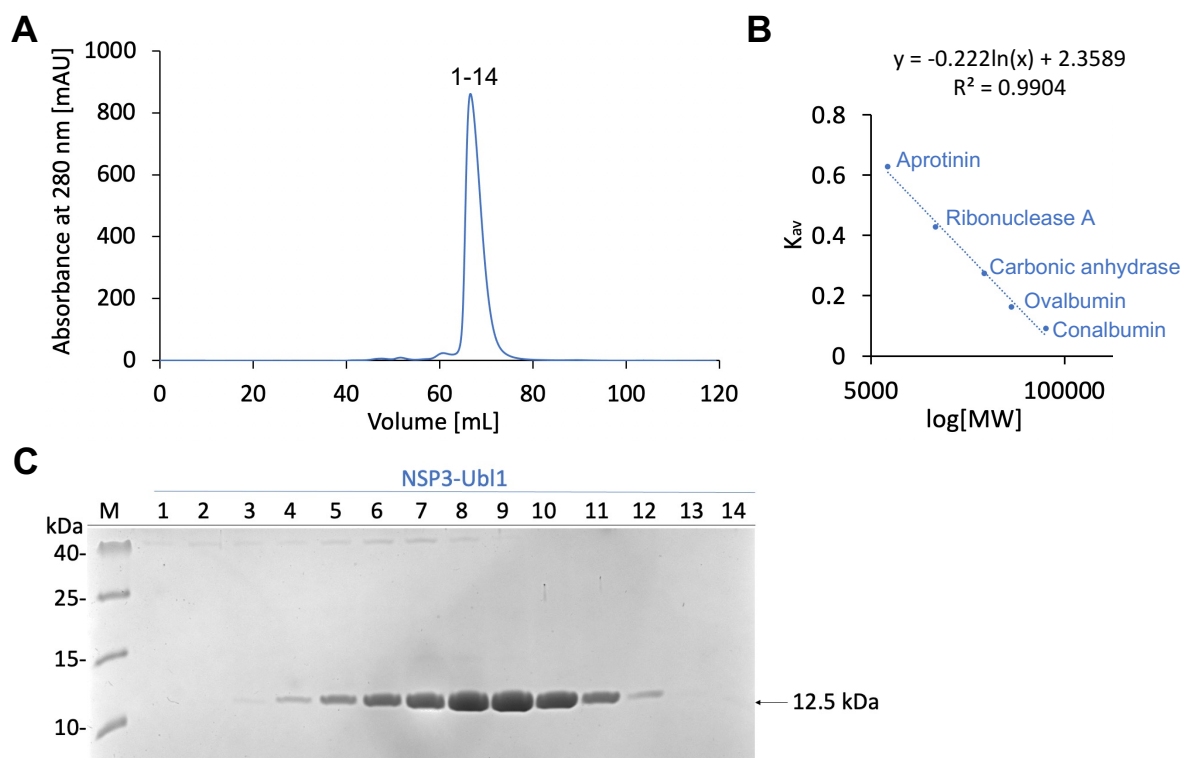 A
Absorbance at 280 nm [mAU]
1000
800
600
400
200
0
1-14
0 20 40 60 80 100 120
Volume [mL]
B
y = -0.222ln(x) + 2.3589
R² = 0.9904
Kav
0.8
0.6
0.4
0.2
0
Aprotinin
Ribonuclease A
Carbonic anhydrase
Ovalbumin
Conalbumin
5000 100000
log[MW]
C
NSP3-Ubl1
M 1 2 3 4 5 6 7 8 9 10 11 12 13 14
kDa
40-
25-
15-
10-
12.5 kDa